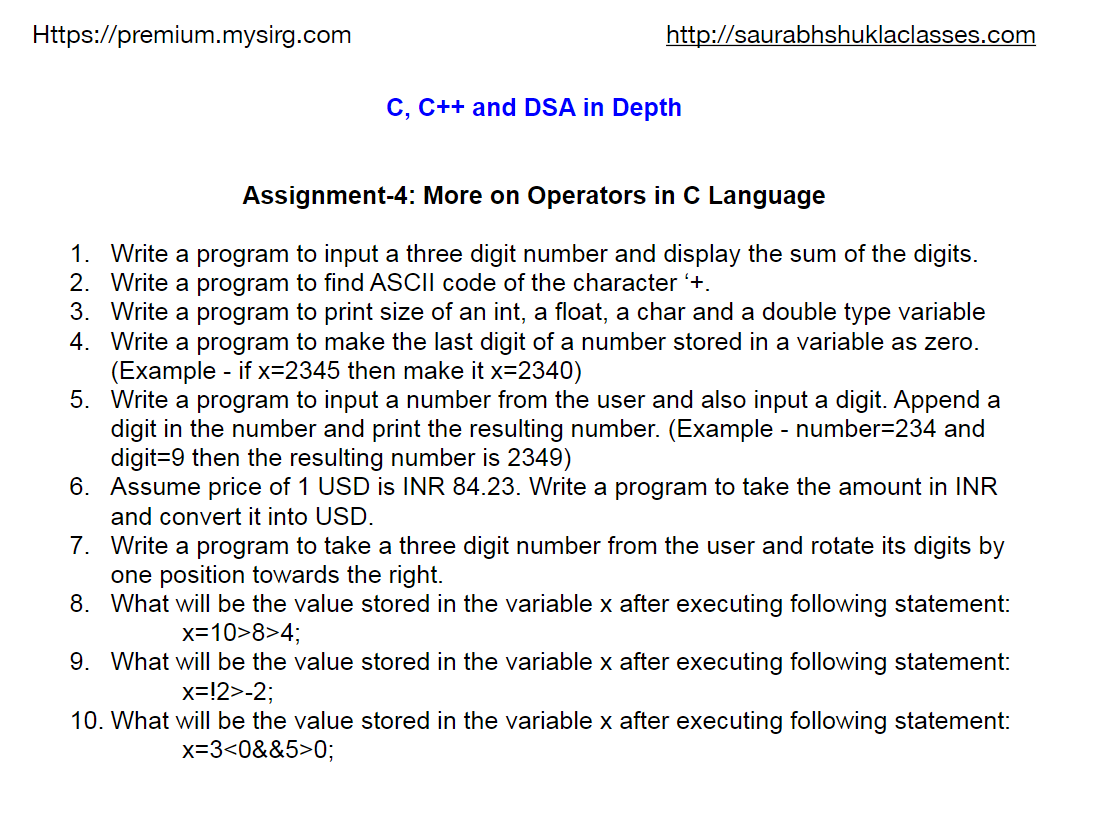 Https://premium.mysirg.com http://saurabhshuklaclasses.com
C, C++ and DSA in Depth
Assignment-4: More on Operators in C Language
1. Write a program to input a three digit number and display the sum of the digits.
2. Write a program to find ASCII code of the character ‘+.
3. Write a program to print size of an int, a float, a char and a double type variable
4. Write a program to make the last digit of a number stored in a variable as zero.
(Example - if x=2345 then make it x=2340)
5. Write a program to input a number from the user and also input a digit. Append a
digit in the number and print the resulting number. (Example - number=234 and
digit=9 then the resulting number is 2349)
6. Assume price of 1 USD is INR 84.23. Write a program to take the amount in INR
and convert it into USD.
7. Write a program to take a three digit number from the user and rotate its digits by
one position towards the right.
8. What will be the value stored in the variable x after executing following statement:
x=10>8>4;
9. What will be the value stored in the variable x after executing following statement:
x=!2>-2;
10. What will be the value stored in the variable x after executing following statement:
x=3<0&&5>0;